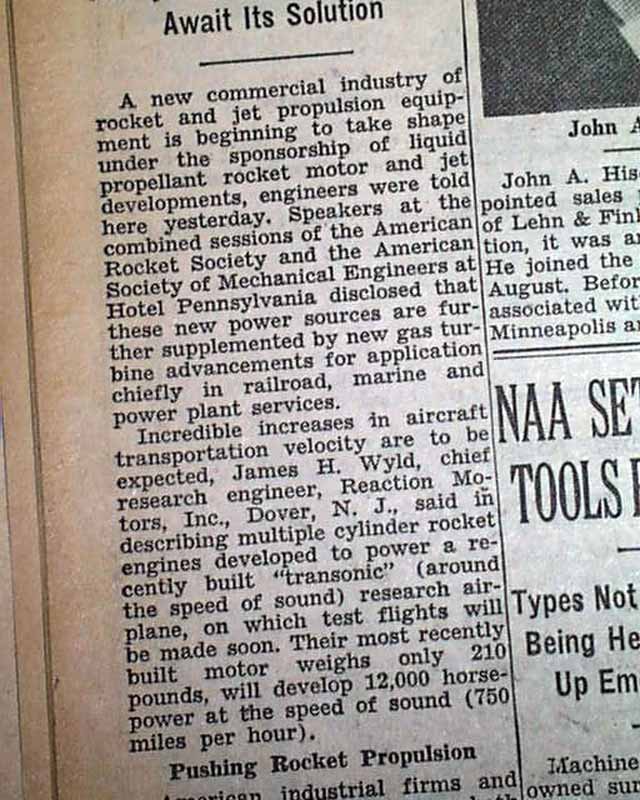 Await Its Solution
A new commercial industry of
rocket and jet propulsion equip-
ment is beginning to take shape
under the sponsorship of liquid
propellant rocket motor and jet
developments, engineers were told
here yesterday. Speakers at the
combined sessions of the American
Rocket Society and the American
Society of Mechanical Engineers at
Hotel Pennsylvania disclosed that
these new power sources are fur-
ther supplemented by new gas tur-
bine advancements for application
chiefly in railroad, marine and
power plant services.
Incredible increases in aircraft
transportation velocity are to be
expected, James H. Wyld, chief
research engineer, Reaction Mo-
tors, Inc., Dover, N. J., said in
describing multiple cylinder rocket
engines developed to power a re-
cently built "transonic" (around
the speed of sound) research air-
plane, on which test flights will
be made soon. Their most recently
built motor weighs only 210
pounds, will develop 12,000 horse-
power at the speed of sound (750
miles per hour).
Pushing Rocket Propulsion
industrial firms and
John A
John A. His
pointed sales
of Lehn & Fin
tion, it was a
He joined the
August. Befor
associated wit
Minneapolis a
NAA SE
TOOLS
Types Not
Being He
Up Em
Machine
owned sur